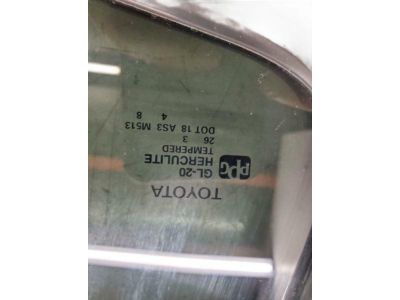 TOYOTA
GL-20
ppg HERCULITE
TEMPERED
26 3
DOT 18 AS3 M513
4 8